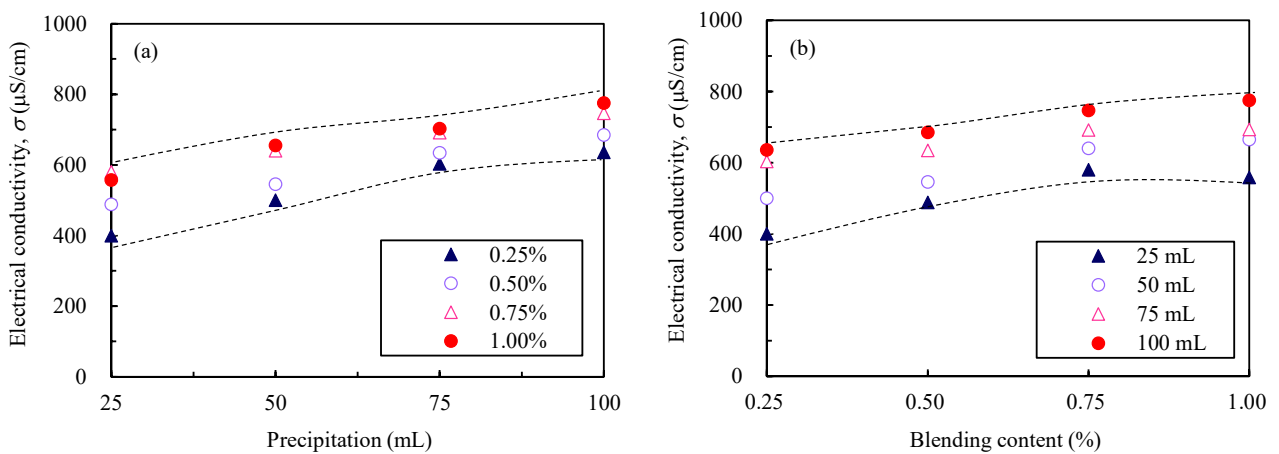 (a)
Electrical conductivity, σ (μS/cm)
1000
800
600
400
200
0
25
50
75
100
Precipitation (mL)
0.25%
0.50%
0.75%
1.00%
(b)
Electrical conductivity, σ (μS/cm)
1000
800
600
400
200
0
0.25
0.50
0.75
1.00
Blending content (%)
25 mL
50 mL
75 mL
100 mL